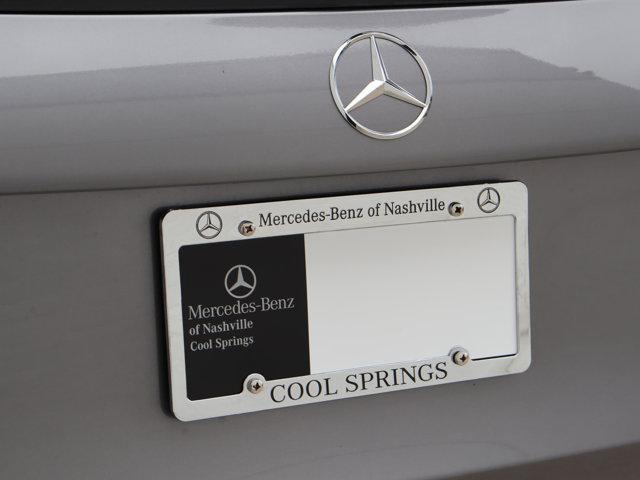 Mercedes-Benz of Nashville
Mercedes-Benz
of Nashville
Cool Springs
COOL SPRINGS